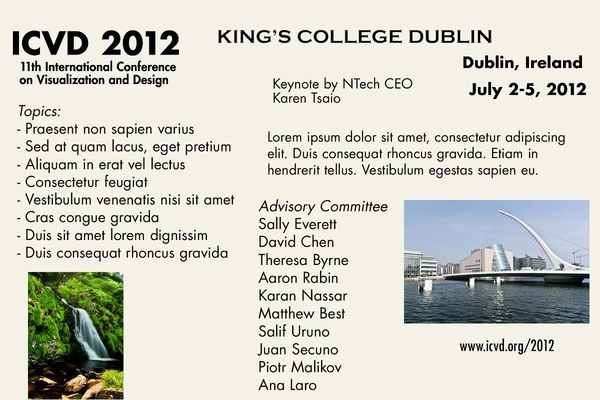 ICVD 2012
11th International Conference
on Visualization and Design
KING'S COLLEGE DUBLIN
Dublin, Ireland
July 2-5, 2012
Keynote by NTech CEO
Karen Tsaio
Topics:
- Praesent non sapien varius
- Sed at quam lacus, eget pretium
- Aliquam in erat vel lectus
- Consectetur feugiat
- Vestibulum venenatis nisi sit amet
- Cras congue gravida
- Duis sit amet lorem dignissim
- Duis consequat rhoncus gravida
Lorem ipsum dolor sit amet, consectetur adipiscing
elit. Duis consequat rhoncus gravida. Etiam in
hendrerit tellus. Vestibulum egestas sapien eu.
Advisory Committee
Sally Everett
David Chen
Theresa Byrne
Aaron Rabin
Karan Nassar
Matthew Best
Salif Uruno
Juan Secuno
Piotr Malikov
Ana Laro
www.icvd.org/2012